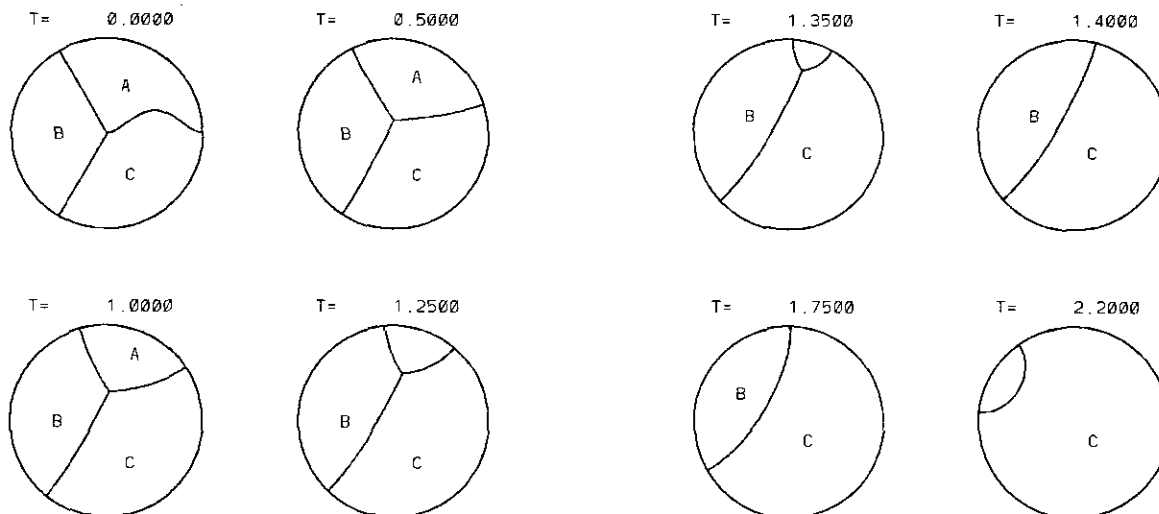 T= 0.0000
A
B
C
T= 0.5000
A
B
C
T= 1.3500
B
C
T= 1.4000
B
C
T= 1.0000
A
B
C
T= 1.2500
B
C
T= 1.7500
B
C
T= 2.2000
C